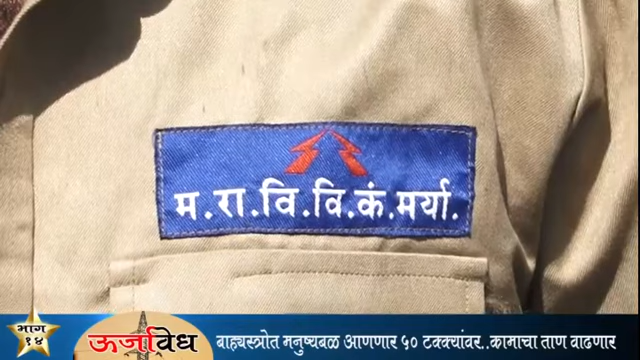 म.रा.वि.वि.कं.मर्या.
भाग
१४
ऊर्जाविध
बाह्यस्त्रोत मनुष्यबळ आणणार ५० टक्क्यांवर..कामाचा ताण वाढणार